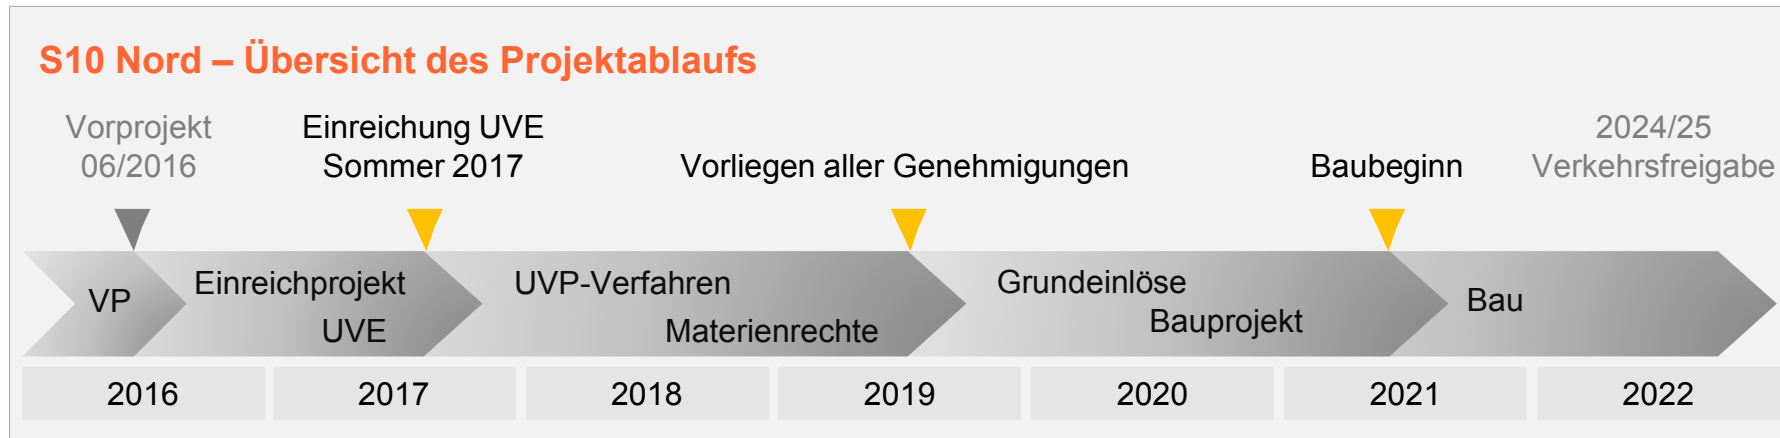 S10 Nord – Übersicht des Projektablaufs
Vorprojekt
06/2016
Einreichung UVE
Sommer 2017
Vorliegen aller Genehmigungen
Baubeginn
2024/25
Verkehrsfreigabe
VP
Einreichprojekt
UVE
UVP-Verfahren
Materienrechte
Grundeinlöse
Bauprojekt
Bau
2016
2017
2018
2019
2020
2021
2022